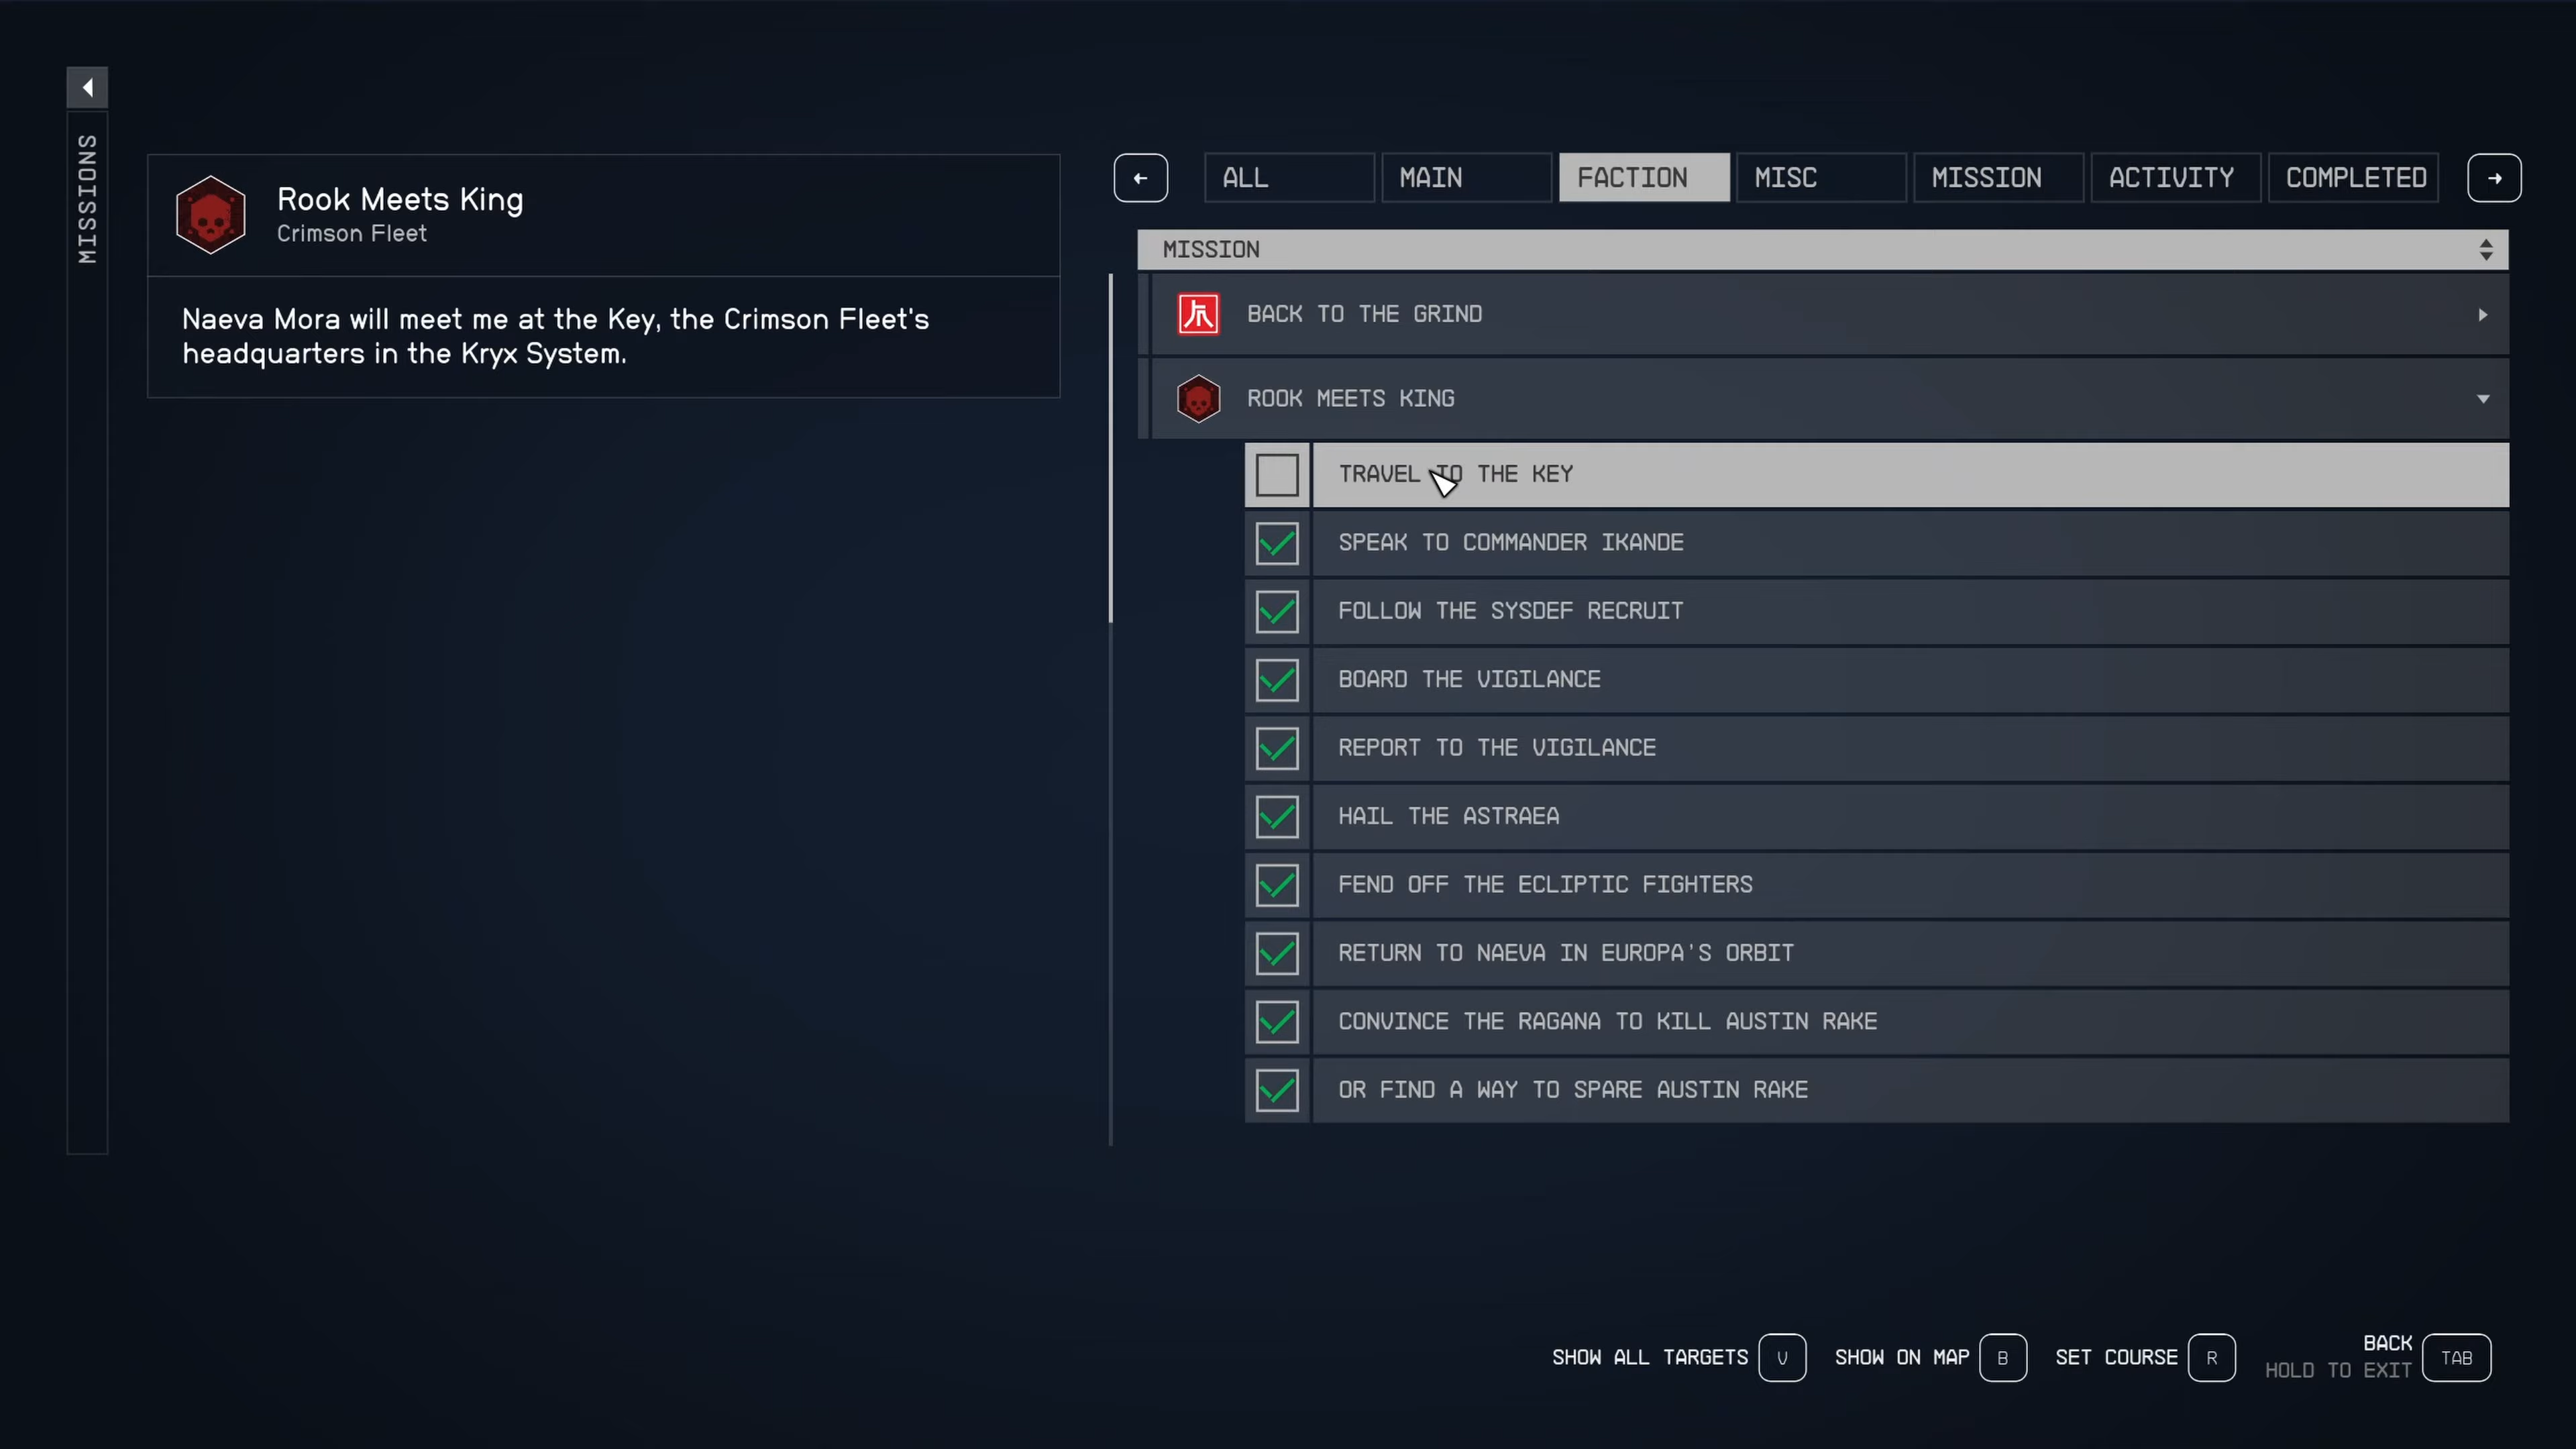 MISSIONS
Rook Meets King
Crimson Fleet
Naeva Mora will meet me at the Key, the Crimson Fleet's
headquarters in the Kryx System.
ALL
MAIN
FACTION
MISC
MISSION
ACTIVITY
COMPLETED
MISSION
BACK TO THE GRIND
ROOK MEETS KING
TRAVEL TO THE KEY
SPEAK TO COMMANDER IKANDE
FOLLOW THE SYSDEF RECRUIT
BOARD THE VIGILANCE
REPORT TO THE VIGILANCE
HAIL THE ASTRAEA
FEND OFF THE ECLIPTIC FIGHTERS
RETURN TO NAEVA IN EUROPA'S ORBIT
CONVINCE THE RAGANA TO KILL AUSTIN RAKE
OR FIND A WAY TO SPARE AUSTIN RAKE
SHOW ALL TARGETS V
SHOW ON MAP B
SET COURSE R
BACK
HOLD TO EXIT
TAB